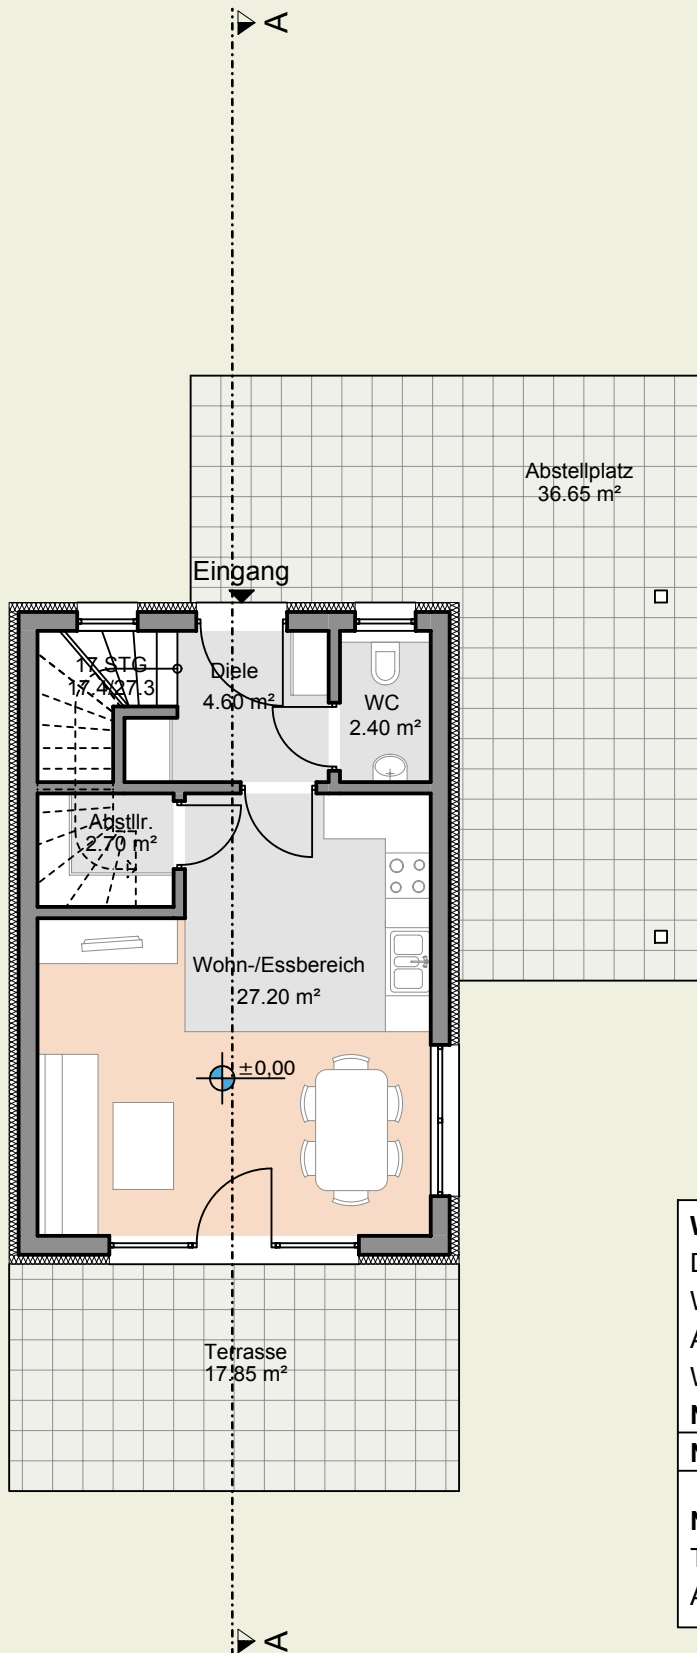 A
Abstellplatz
36.65 m²
Eingang
17 STG
17.4/27.3
Diele
4.60 m²
WC
2.40 m²
Abstllr.
2.70 m²
Wohn-/Essbereich
27.20 m²
±0,00
Terrasse
17.85 m²
A